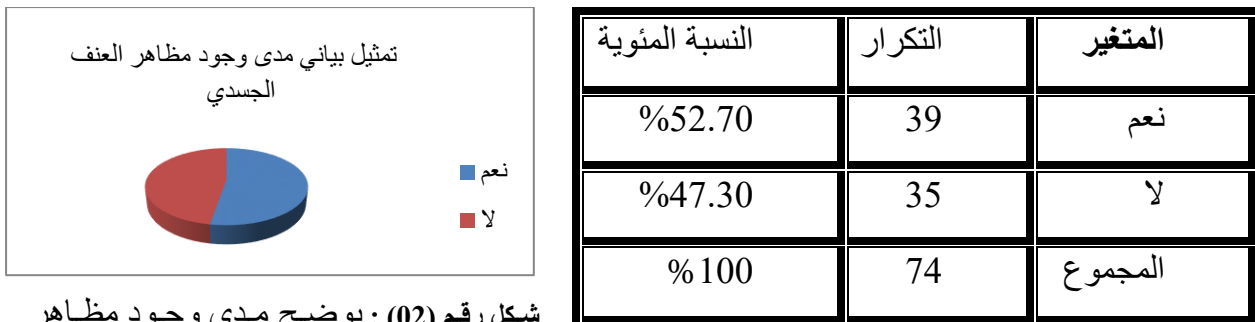 المتغير التكرار النسبة المئوية
نعم 39 %52.70
لا 35 %47.30
المجموع 74 %100
تمثيل بياني مدى وجود مظاهر العنف
الجسدي
نعم
لا
شكل رقم (02) : يوضح مدى وجود مظاهر